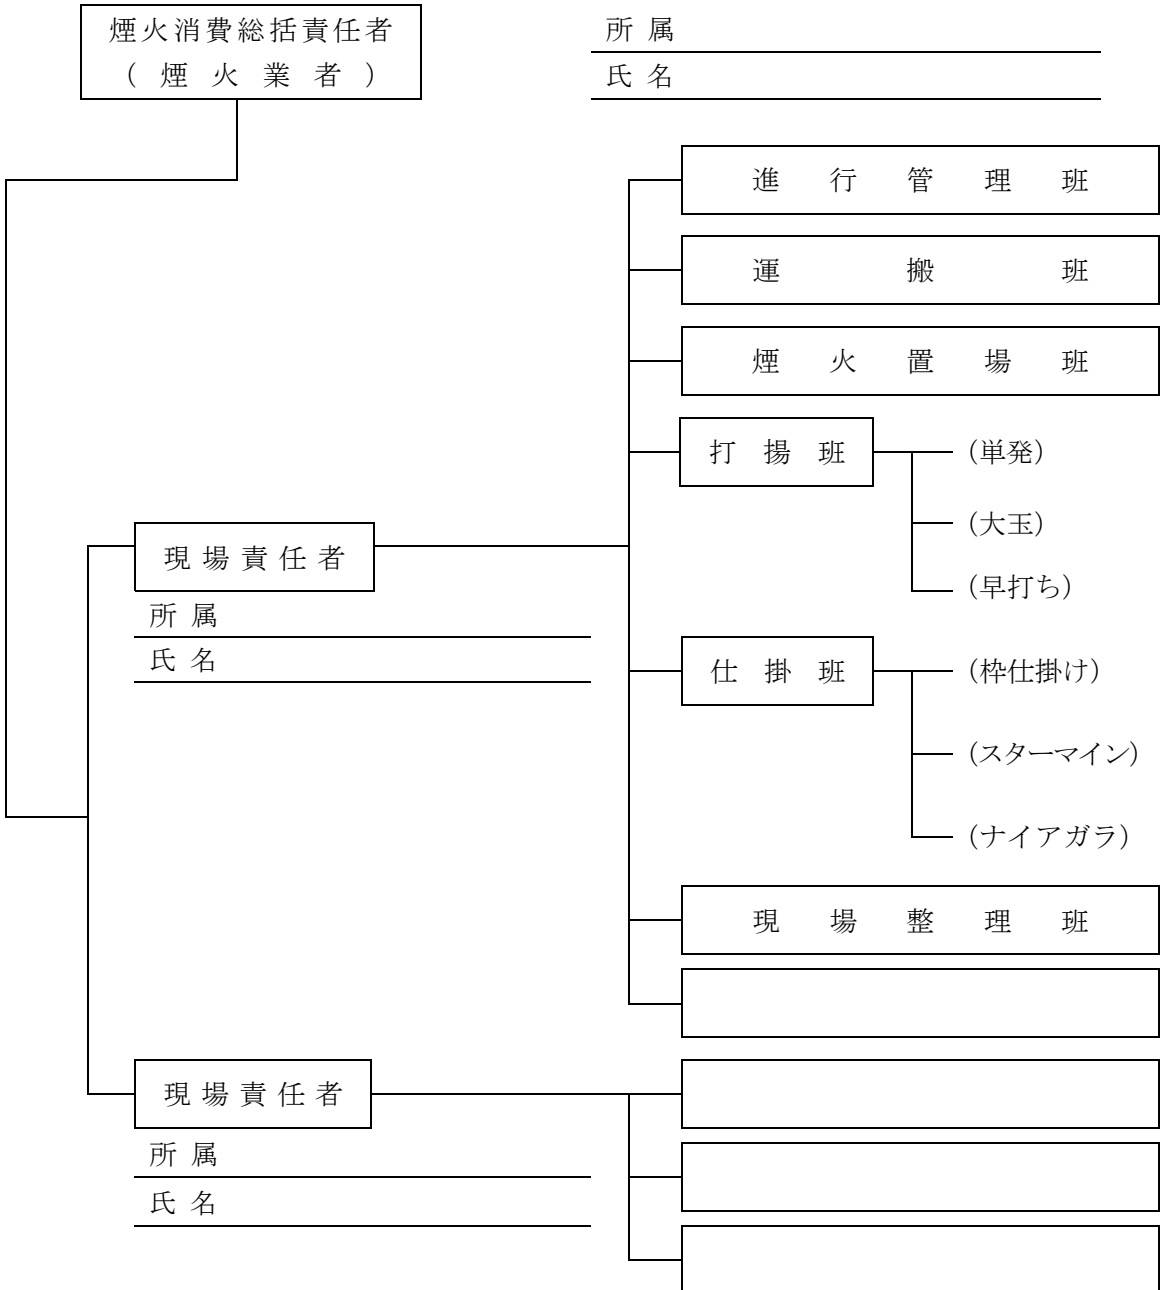 煙火消費総括責任者
(煙火業者)
所属
氏名
進行管理班
運搬班
煙火置場班
打揚班
(単発)
(大玉)
(早打ち)
現場責任者
所属
氏名
仕掛班
(枠仕掛け)
(スターマイン)
(ナイアガラ)
現場整理班
現場責任者
所属
氏名